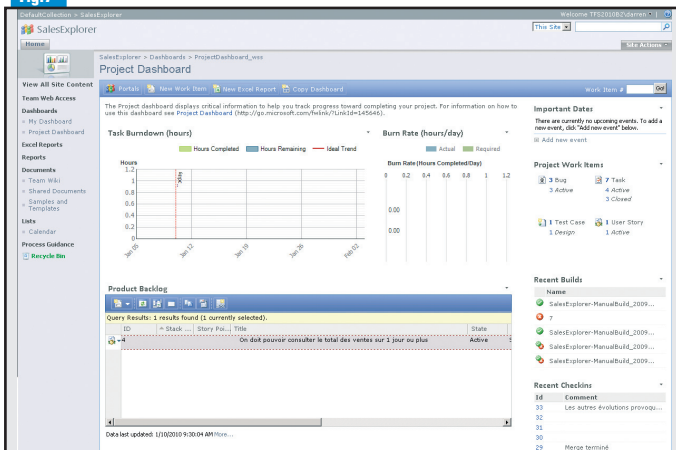 DefaultCollection > SalesExplorer
Welcome TFS2010B2\darren
SalesExplorer
This Site
Home
Site Actions
SalesExplorer > Dashboards > ProjectDashboard_wss
Project Dashboard
View All Site Content
Team Web Access
Dashboards
My Dashboard
Project Dashboard
Excel Reports
Reports
Documents
Team Wiki
Shared Documents
Samples and
Templates
Lists
Calendar
Process Guidance
Recycle Bin
Portals
New Work Item
New Excel Report
Copy Dashboard
Work Item #
Go!
The Project dashboard displays critical information to help you track progress toward completing your project. For information on how to
use this dashboard see Project Dashboard (http://go.microsoft.com/fwlink/?LinkId=145646).
Task Burndown (hours)
Hours Completed
Hours Remaining
Ideal Trend
Hours
1.2
1
0.8
0.6
0.4
0.2
0
Jan 05
Jan 12
Jan 19
Jan 26
Feb 02
Burn Rate (hours/day)
Actual
Required
Burn Rate (Hours Completed/Day)
0 0.2 0.4 0.6 0.8 1 1.2
0.00
0.00
Product Backlog
Query Results: 1 results found (1 currently selected).
ID
Stack ...
Story Poi...
Title
State
4
On doit pouvoir consulter le total des ventes sur 1 jour ou plus
Active
Data last updated: 1/10/2010 9:30:04 AM More...
Important Dates
There are currently no upcoming events. To add a
new event, click "Add new event" below.
Add new event
Project Work Items
3 Bug
3 Active
7 Task
4 Active
3 Closed
1 Test Case
1 Design
1 User Story
1 Active
Recent Builds
Name
SalesExplorer-ManualBuild_2009...
7
SalesExplorer-ManualBuild_2009...
SalesExplorer-ManualBuild_2009...
SalesExplorer-ManualBuild_2009...
Recent Checkins
Id Comment
33 Les autres évolutions provoqu...
32
31
30
29 Merge terminé